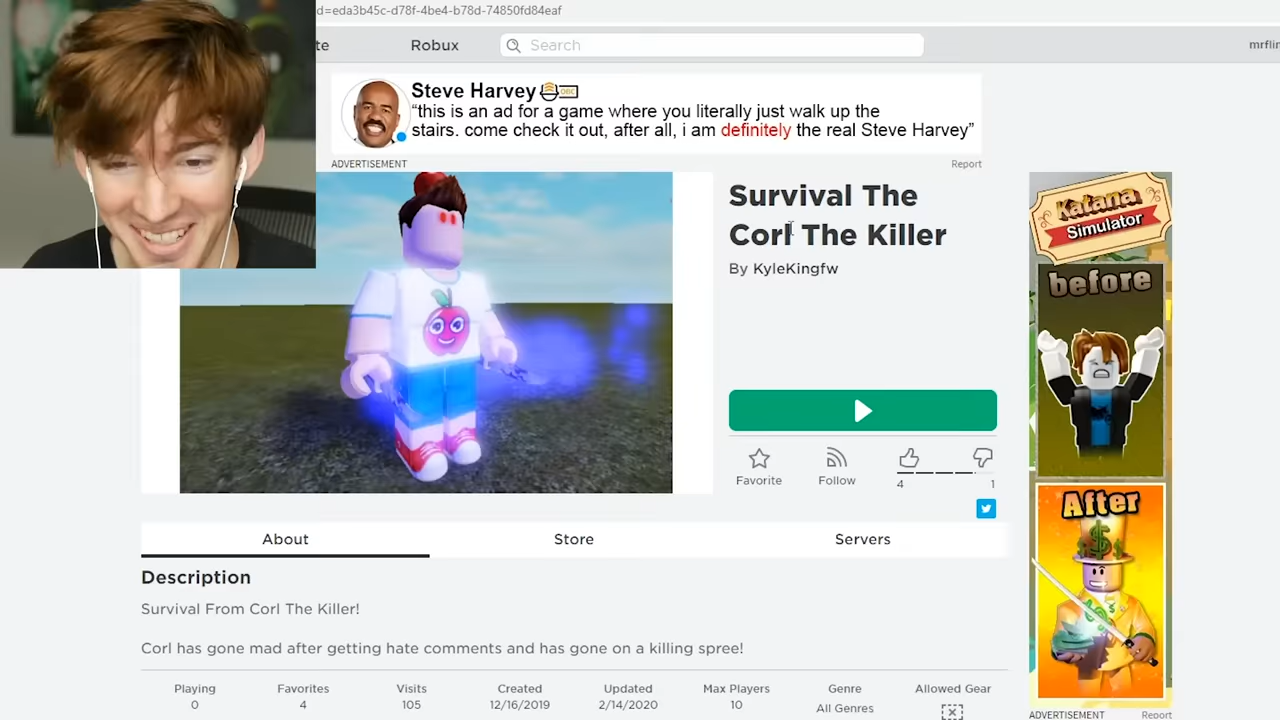 d=eda3b45c-d78f-4be4-b78d-74850fd84eaf
te
Robux
Search
mrflim
Steve Harvey
“this is an ad for a game where you literally just walk up the
stairs. come check it out, after all, i am definitely the real Steve Harvey”
ADVERTISEMENT
Report
Survival The
Corl The Killer
By KyleKingfw
Favorite
Follow
4
1
Katana
Simulator
before
After
About
Store
Servers
Description
Survival From Corl The Killer!
Corl has gone mad after getting hate comments and has gone on a killing spree!
Playing
Favorites
Visits
Created
Updated
Max Players
Genre
Allowed Gear
0
4
105
12/16/2019
2/14/2020
10
All Genres
ADVERTISEMENT
Report